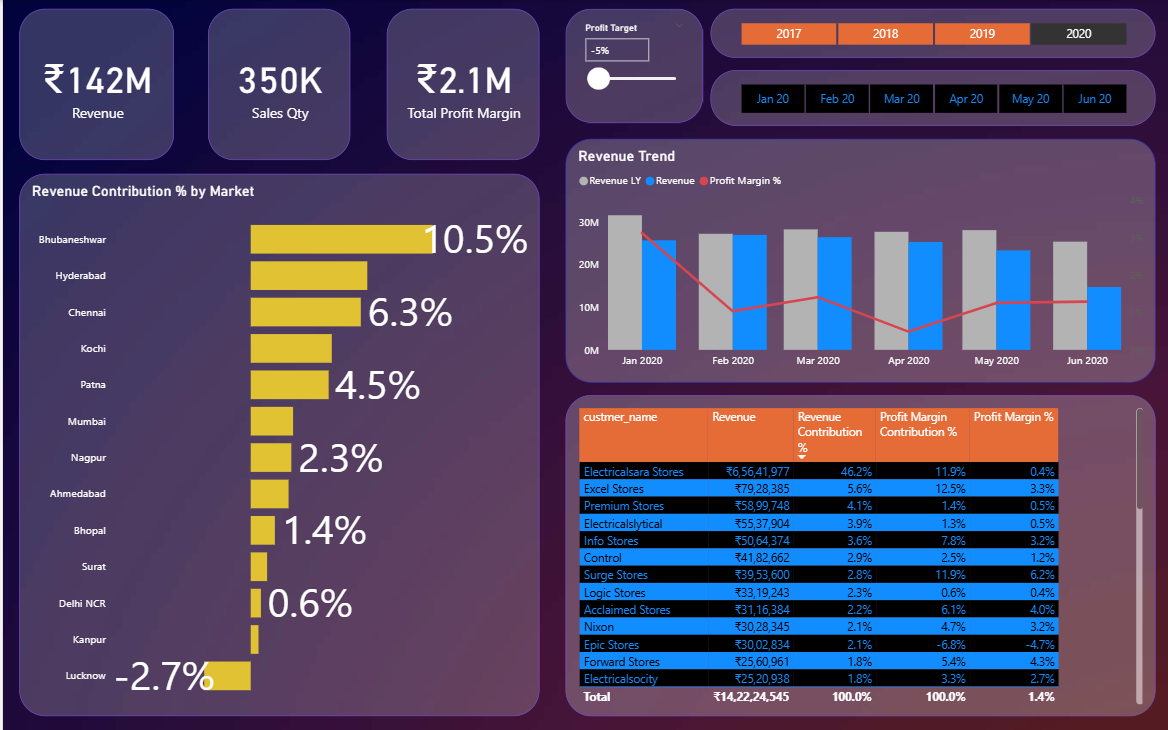 ₹142M
Revenue
350K
Sales Qty
₹2.1M
Total Profit Margin
Profit Target
-5%
2017 2018 2019 2020
Jan 20 Feb 20 Mar 20 Apr 20 May 20 Jun 20
Revenue Contribution % by Market
Bhubaneshwar 10.5%
Hyderabad
Chennai 6.3%
Kochi
Patna 4.5%
Mumbai
Nagpur 2.3%
Ahmedabad
Bhopal 1.4%
Surat
Delhi NCR 0.6%
Kanpur
Lucknow -2.7%
Revenue Trend
Revenue LY Revenue Profit Margin %
30M
20M
10M
0M
Jan 2020 Feb 2020 Mar 2020 Apr 2020 May 2020 Jun 2020
custmer_name Revenue Revenue Contribution % Profit Margin Contribution % Profit Margin %
Electricalsara Stores ₹6,56,41,977 46.2% 11.9% 0.4%
Excel Stores ₹79,28,385 5.6% 12.5% 3.3%
Premium Stores ₹58,99,748 4.1% 1.4% 0.5%
Electricalslytical ₹55,37,904 3.9% 1.3% 0.5%
Info Stores ₹50,64,374 3.6% 7.8% 3.2%
Control ₹41,82,662 2.9% 2.5% 1.2%
Surge Stores ₹39,53,600 2.8% 11.9% 6.2%
Logic Stores ₹33,19,243 2.3% 0.6% 0.4%
Acclaimed Stores ₹31,16,384 2.2% 6.1% 4.0%
Nixon ₹30,28,345 2.1% 4.7% 3.2%
Epic Stores ₹30,02,834 2.1% -6.8% -4.7%
Forward Stores ₹25,60,961 1.8% 5.4% 4.3%
Electricalsocity ₹25,20,938 1.8% 3.3% 2.7%
Total ₹14,22,24,545 100.0% 100.0% 1.4%